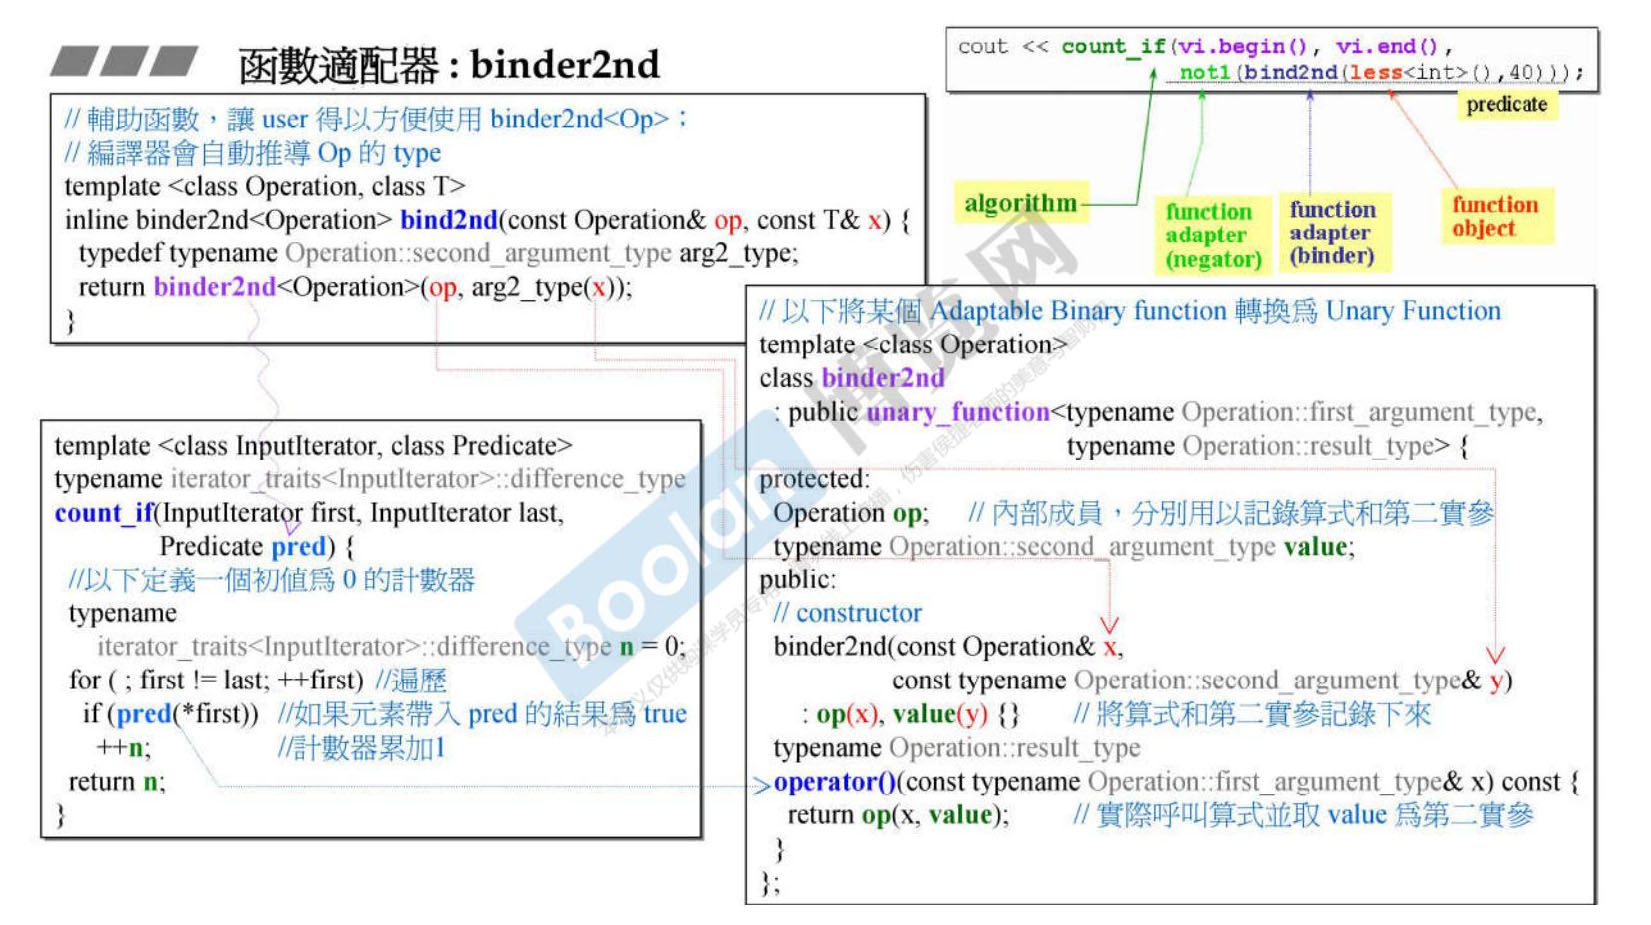 函數適配器 : binder2nd
cout << count_if(vi.begin(), vi.end(),
not1(bind2nd(less<int>(),40)));
predicate
algorithm
function
adapter
(negator)
function
adapter
(binder)
function
object
// 輔助函數，讓 user 得以方便使用 binder2nd<Op>：
// 編譯器會自動推導 Op 的 type
template <class Operation, class T>
inline binder2nd<Operation> bind2nd(const Operation& op, const T& x) {
typedef typename Operation::second_argument_type arg2_type;
return binder2nd<Operation>(op, arg2_type(x));
}
template <class InputIterator, class Predicate>
typename iterator_traits<InputIterator>::difference_type
count_if(InputIterator first, InputIterator last,
Predicate pred) {
//以下定義一個初值為 0 的計數器
typename
iterator_traits<InputIterator>::difference_type n = 0;
for ( ; first != last; ++first) //遍歷
if (pred(*first)) //如果元素帶入 pred 的結果為 true
++n; //計數器累加1
return n;
}
// 以下將某個 Adaptable Binary function 轉換為 Unary Function
template <class Operation>
class binder2nd
: public unary_function<typename Operation::first_argument_type,
typename Operation::result_type> {
protected:
Operation op; // 內部成員，分別用以記錄算式和第二實參
typename Operation::second_argument_type value;
public:
// constructor
binder2nd(const Operation& x,
const typename Operation::second_argument_type& y)
: op(x), value(y) {} // 將算式和第二實參記錄下來
typename Operation::result_type
operator()(const typename Operation::first_argument_type& x) const {
return op(x, value); // 實際呼叫算式並取 value 為第二實參
}
};
Boolan 博览网